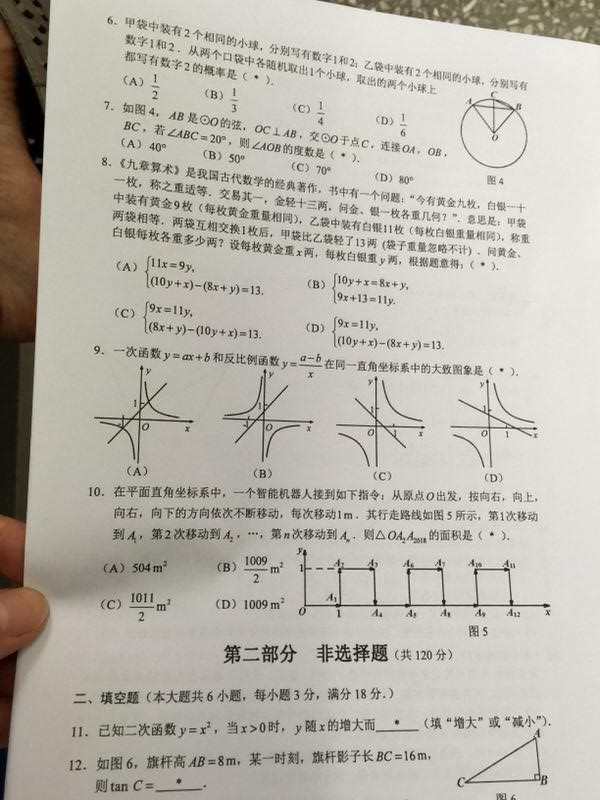 6. 甲袋中装有2个相同的小球，分别写有数字1和2；乙袋中装有2个相同的小球，分别写有
数字1和2．从两个口袋中各随机取出1个小球，取出的两个小球上
都写有数字2的概率是（ * ）．
(A) 1/2 (B) 1/3 (C) 1/4 (D) 1/6
7. 如图4，AB是⊙O的弦，OC⊥AB，交⊙O于点C，连接OA，OB，
BC，若∠ABC=20°，则∠AOB的度数是（ * ）．
(A) 40° (B) 50° (C) 70° (D) 80°
A C B
O
图4
8.《九章算术》是我国古代数学的经典著作，书中有一个问题：“今有黄金九枚，白银一十
一枚，称之重适等．交易其一，金轻十三两，问金、银一枚各重几何？”．意思是：甲袋
中装有黄金9枚（每枚黄金重量相同），乙袋中装有白银11枚（每枚白银重量相同），称重
两袋相等．两袋互相交换1枚后，甲袋比乙袋轻了13两（袋子重量忽略不计）．问黄金、
白银每枚各重多少两？设每枚黄金重x两，每枚白银重y两，根据题意得：（ * ）．
(A) {11x=9y, (10y+x)−(8x+y)=13. (B) {10y+x=8x+y, 9x+13=11y.
(C) {9x=11y, (8x+y)−(10y+x)=13. (D) {9x=11y, (10y+x)−(8x+y)=13.
9. 一次函数y=ax+b和反比例函数y=(a−b)/x在同一直角坐标系中的大致图象是（ * ）．
y 1 -1 O x
y 1 -1 O x
y 1 O 1 x
y 1 O 1 x
(A) (B) (C) (D)
10. 在平面直角坐标系中，一个智能机器人接到如下指令：从原点O出发，按向右，向上，
向右，向下的方向依次不断移动，每次移动1m．其行走路线如图5所示，第1次移动
到A₁，第2次移动到A₂，…，第n次移动到Aₙ．则△OA₂A₂₀₁₈的面积是（ * ）．
(A) 504 m² (B) 1009/2 m²
(C) 1011/2 m² (D) 1009 m²
y
1 A₂ A₃ A₆ A₇ A₁₀ A₁₁
A₁
O 1 A₄ A₅ A₈ A₉ A₁₂ x
图5
第二部分 非选择题（共120分）
二、填空题（本大题共6小题，每小题3分，满分18分．）
11. 已知二次函数y=x²，当x>0时，y随x的增大而 * （填“增大”或“减小”）．
12. 如图6，旗杆高AB=8m，某一时刻，旗杆影子长BC=16m，
则tan C= * ．
A
C B
图6